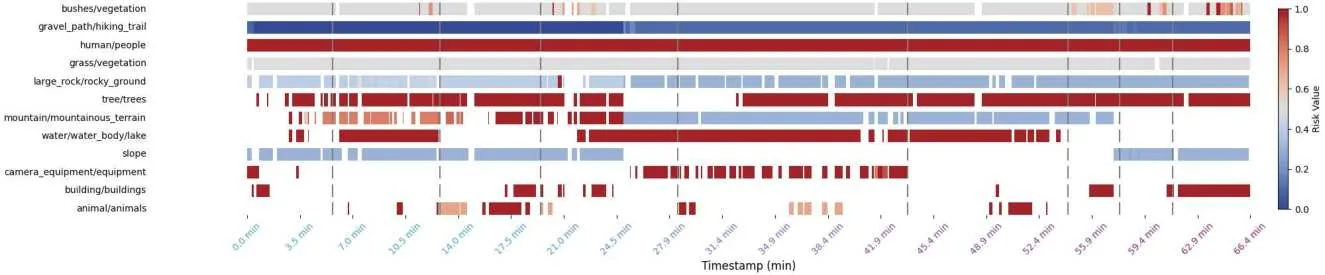 bushes/vegetation
gravel_path/hiking_trail
human/people
grass/vegetation
large_rock/rocky_ground
tree/trees
mountain/mountainous_terrain
water/water_body/lake
slope
camera_equipment/equipment
building/buildings
animal/animals
0.0 min
3.5 min
7.0 min
10.5 min
14.0 min
17.5 min
21.0 min
24.5 min
27.9 min
31.4 min
34.9 min
38.4 min
41.9 min
45.4 min
48.9 min
52.4 min
55.9 min
59.4 min
62.9 min
66.4 min
Timestamp (min)
1.0
0.8
0.6
0.4
0.2
0.0
Risk Value